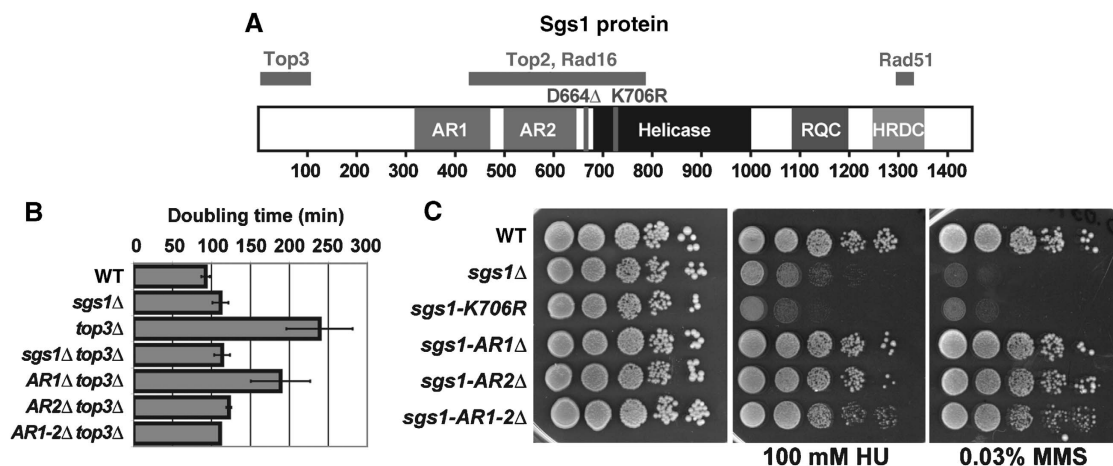 A
Sgs1 protein
Top3
Top2, Rad16
Rad51
D664Δ K706R
AR1
AR2
Helicase
RQC
HRDC
100 200 300 400 500 600 700 800 900 1000 1100 1200 1300 1400
B
Doubling time (min)
0 50 100 150 200 250 300
WT
sgs1Δ
top3Δ
sgs1Δ top3Δ
AR1Δ top3Δ
AR2Δ top3Δ
AR1-2Δ top3Δ
C
WT
sgs1Δ
sgs1-K706R
sgs1-AR1Δ
sgs1-AR2Δ
sgs1-AR1-2Δ
100 mM HU
0.03% MMS